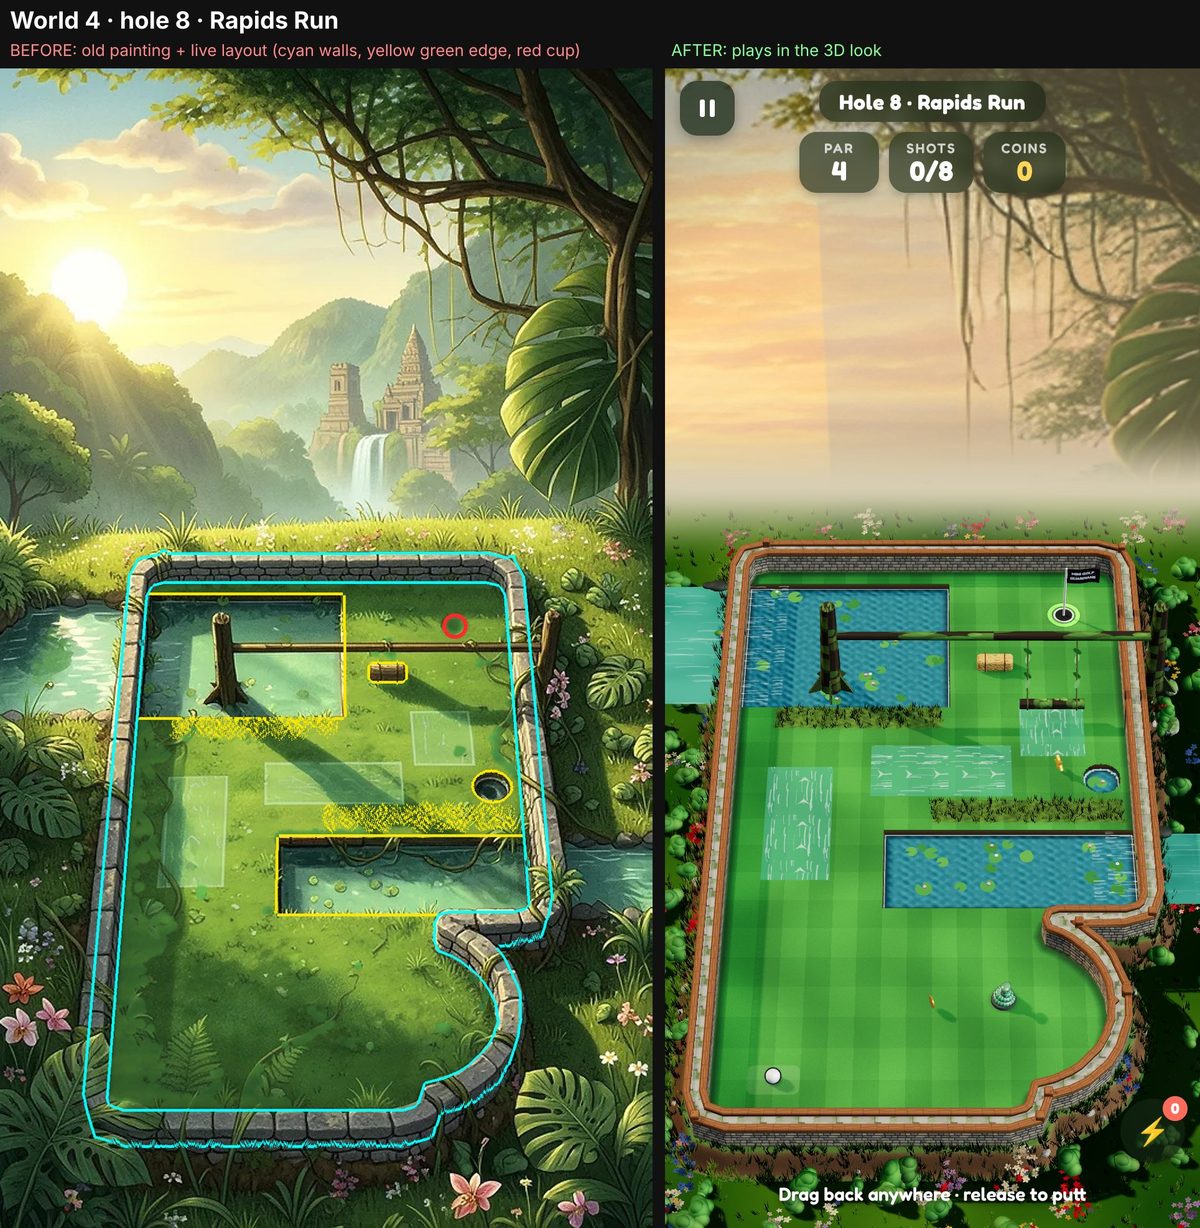 World 4 · hole 8 · Rapids Run
BEFORE: old painting + live layout (cyan walls, yellow green edge, red cup)
AFTER: plays in the 3D look
Hole 8 · Rapids Run
PAR
4
SHOTS
0/8
COINS
0
0
Drag back anywhere · release to putt